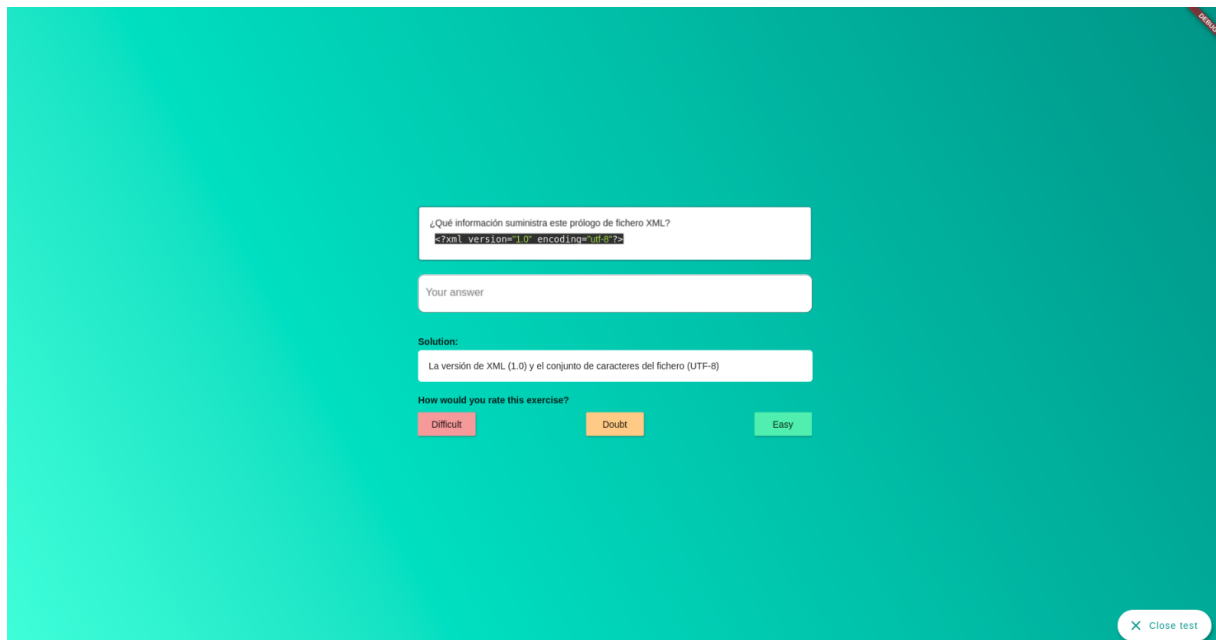 DEBUG
¿Qué información suministra este prólogo de fichero XML?
<?xml version="1.0" encoding="utf-8"?>
Your answer
Solution:
La versión de XML (1.0) y el conjunto de caracteres del fichero (UTF-8)
How would you rate this exercise?
Difficult
Doubt
Easy
Close test